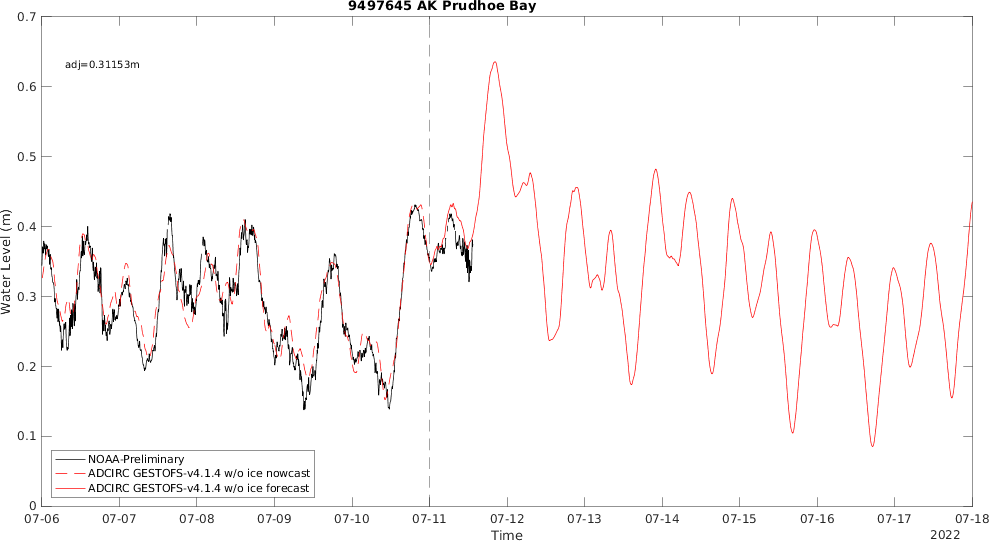 9497645 AK Prudhoe Bay
adj=0.31153m
Water Level (m)
0.7
0.6
0.5
0.4
0.3
0.2
0.1
0
NOAA-Preliminary
ADCIRC GESTOFS-v4.1.4 w/o ice nowcast
ADCIRC GESTOFS-v4.1.4 w/o ice forecast
07-06 07-07 07-08 07-09 07-10 07-11 07-12 07-13 07-14 07-15 07-16 07-17 07-18
Time
2022